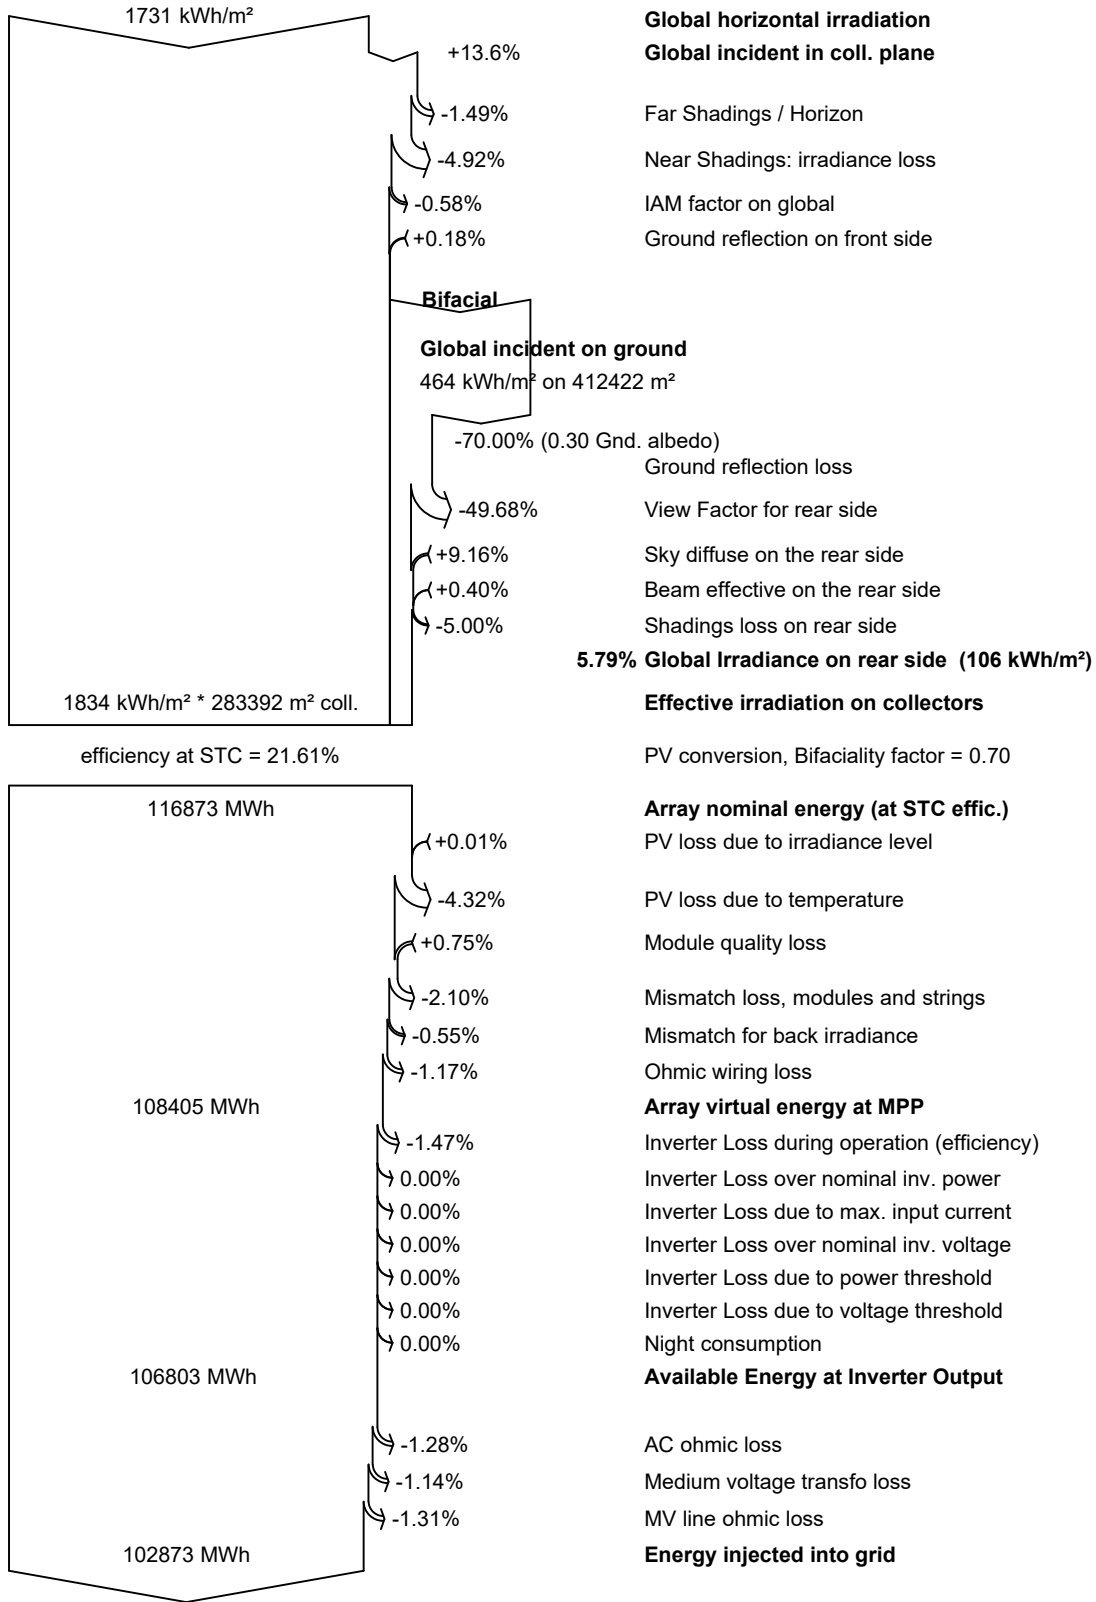 1731 kWh/m² Global horizontal irradiation
+13.6% Global incident in coll. plane
-1.49% Far Shadings / Horizon
-4.92% Near Shadings: irradiance loss
-0.58% IAM factor on global
+0.18% Ground reflection on front side
Bifacial
Global incident on ground
464 kWh/m² on 412422 m²
-70.00% (0.30 Gnd. albedo)
Ground reflection loss
-49.68% View Factor for rear side
+9.16% Sky diffuse on the rear side
+0.40% Beam effective on the rear side
-5.00% Shadings loss on rear side
5.79% Global Irradiance on rear side (106 kWh/m²)
1834 kWh/m² * 283392 m² coll. Effective irradiation on collectors
efficiency at STC = 21.61% PV conversion, Bifaciality factor = 0.70
116873 MWh Array nominal energy (at STC effic.)
+0.01% PV loss due to irradiance level
-4.32% PV loss due to temperature
+0.75% Module quality loss
-2.10% Mismatch loss, modules and strings
-0.55% Mismatch for back irradiance
-1.17% Ohmic wiring loss
108405 MWh Array virtual energy at MPP
-1.47% Inverter Loss during operation (efficiency)
0.00% Inverter Loss over nominal inv. power
0.00% Inverter Loss due to max. input current
0.00% Inverter Loss over nominal inv. voltage
0.00% Inverter Loss due to power threshold
0.00% Inverter Loss due to voltage threshold
0.00% Night consumption
106803 MWh Available Energy at Inverter Output
-1.28% AC ohmic loss
-1.14% Medium voltage transfo loss
-1.31% MV line ohmic loss
102873 MWh Energy injected into grid